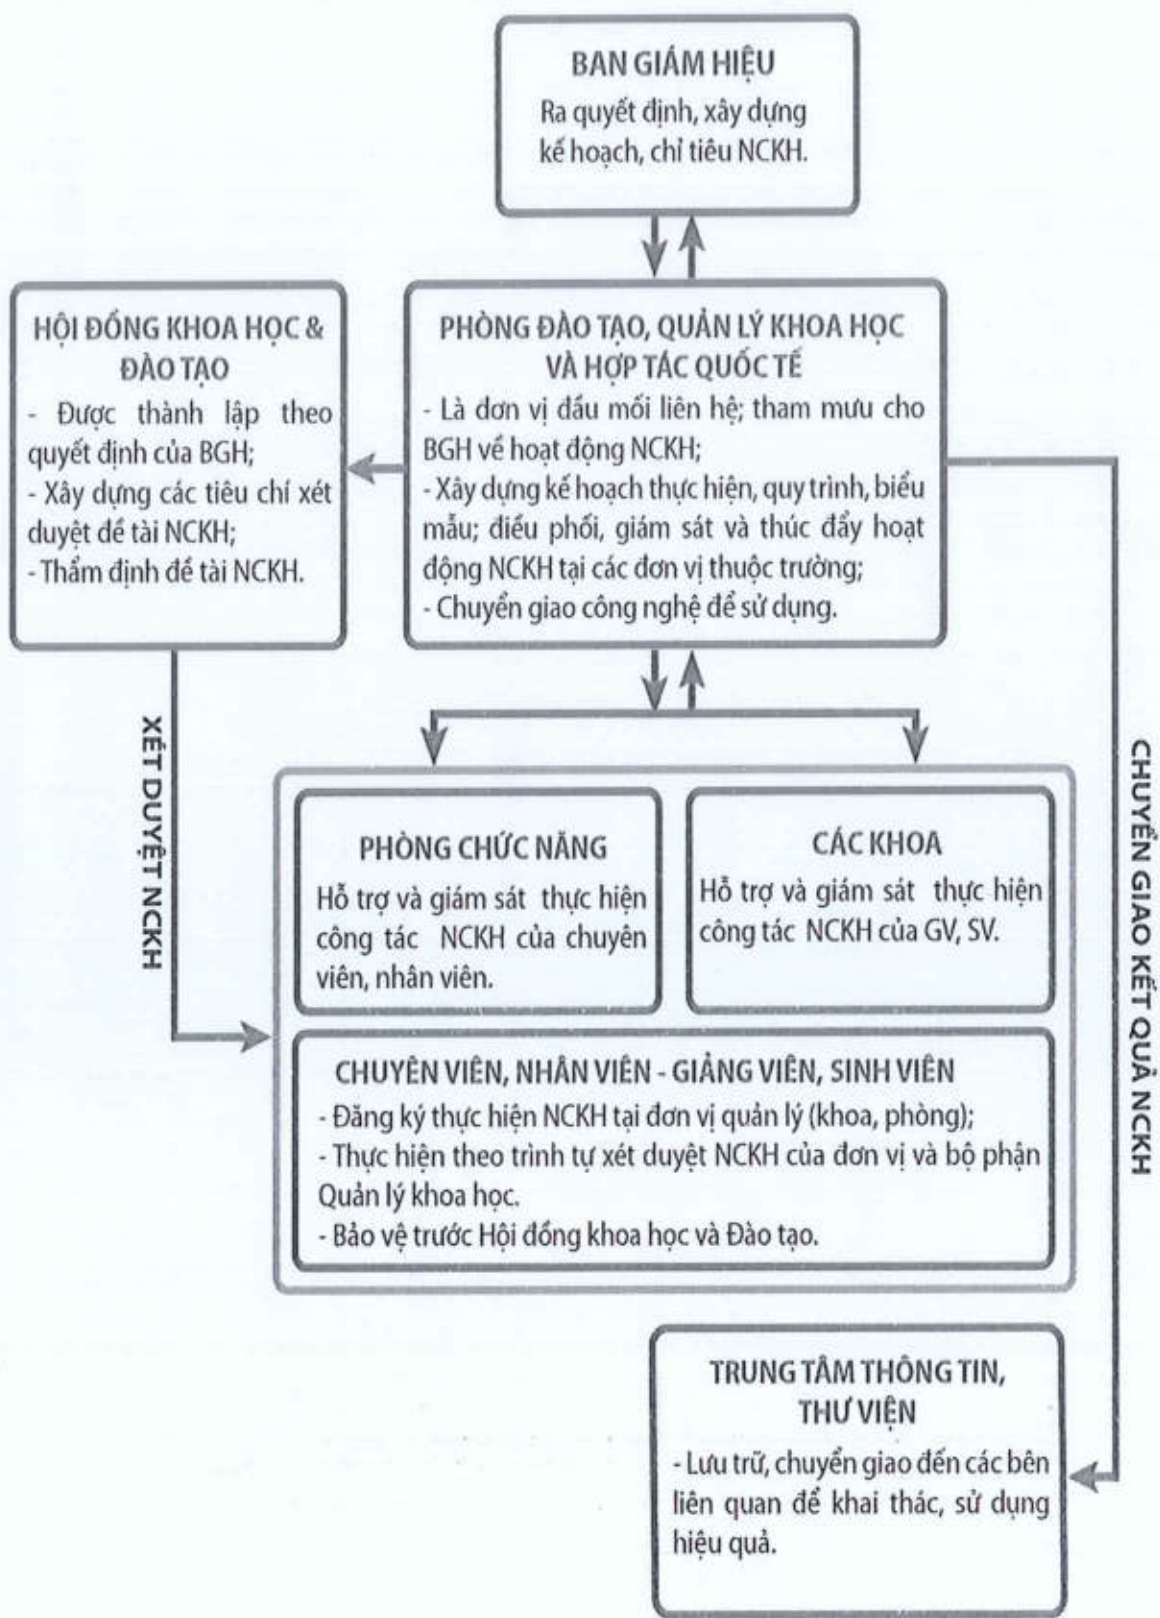 BAN GIÁM HIỆU
Ra quyết định, xây dựng
kế hoạch, chỉ tiêu NCKH.
HỘI ĐỒNG KHOA HỌC &
ĐÀO TẠO
- Được thành lập theo
quyết định của BGH;
- Xây dựng các tiêu chí xét
duyệt đề tài NCKH;
- Thẩm định đề tài NCKH.
PHÒNG ĐÀO TẠO, QUẢN LÝ KHOA HỌC
VÀ HỢP TÁC QUỐC TẾ
- Là đơn vị đầu mối liên hệ; tham mưu cho
BGH về hoạt động NCKH;
- Xây dựng kế hoạch thực hiện, quy trình, biểu
mẫu; điều phối, giám sát và thúc đẩy hoạt
động NCKH tại các đơn vị thuộc trường;
- Chuyển giao công nghệ để sử dụng.
XÉT DUYỆT NCKH
CHUYỂN GIAO KẾT QUẢ NCKH
PHÒNG CHỨC NĂNG
Hỗ trợ và giám sát thực hiện
công tác NCKH của chuyên
viên, nhân viên.
CÁC KHOA
Hỗ trợ và giám sát thực hiện
công tác NCKH của GV, SV.
CHUYÊN VIÊN, NHÂN VIÊN - GIẢNG VIÊN, SINH VIÊN
- Đăng ký thực hiện NCKH tại đơn vị quản lý (khoa, phòng);
- Thực hiện theo trình tự xét duyệt NCKH của đơn vị và bộ phận
Quản lý khoa học.
- Bảo vệ trước Hội đồng khoa học và Đào tạo.
TRUNG TÂM THÔNG TIN,
THƯ VIỆN
- Lưu trữ, chuyển giao đến các bên
liên quan để khai thác, sử dụng
hiệu quả.